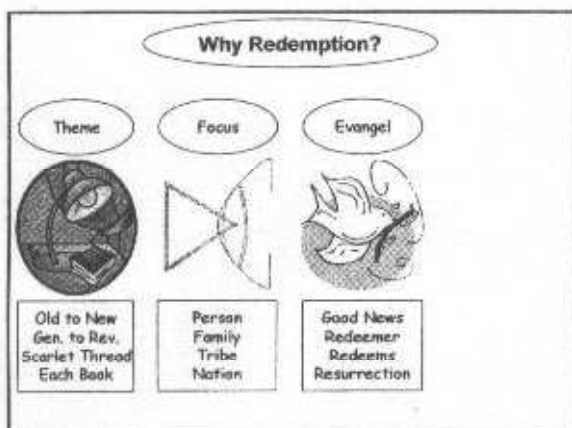 Why Redemption?
Theme
Focus
Evangel
Old to New
Gen. to Rev.
Scarlet Thread
Each Book
Person
Family
Tribe
Nation
Good News
Redeemer
Redeems
Resurrection